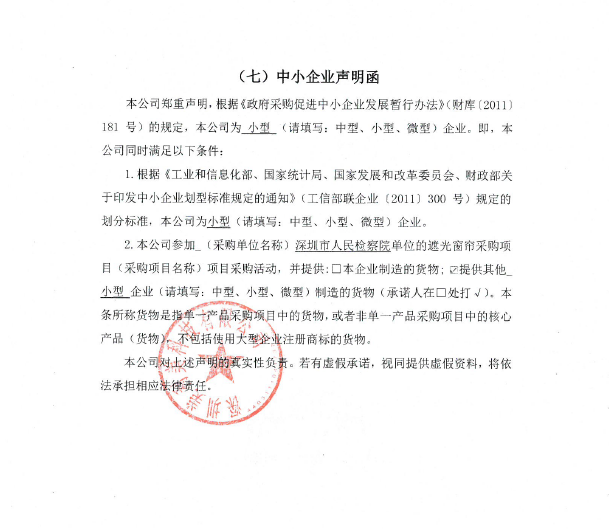 （七）中小企业声明函
本公司郑重声明，根据《政府采购促进中小企业发展暂行办法》（财库〔2011〕
181 号）的规定，本公司为 小型 （请填写：中型、小型、微型）企业。即，本
公司同时满足以下条件：
1.根据《工业和信息化部、国家统计局、国家发展和改革委员会、财政部关
于印发中小企业划型标准规定的通知》（工信部联企业〔2011〕300 号）规定的
划分标准，本公司为小型（请填写：中型、小型、微型）企业。
2.本公司参加_（采购单位名称）深圳市人民检察院单位的遮光窗帘采购项
目（采购项目名称）项目采购活动，并提供:☐本企业制造的货物；☑提供其他_
小型 企业（请填写：中型、小型、微型）制造的货物（承诺人在☐处打√）。本
条所称货物是指单一产品采购项目中的货物，或者非单一产品采购项目中的核心
产品（货物），不包括使用大型企业注册商标的货物。
本公司对上述声明的真实性负责。若有虚假承诺，视同提供虚假资料，将依
法承担相应法律责任。
深圳
有限公司